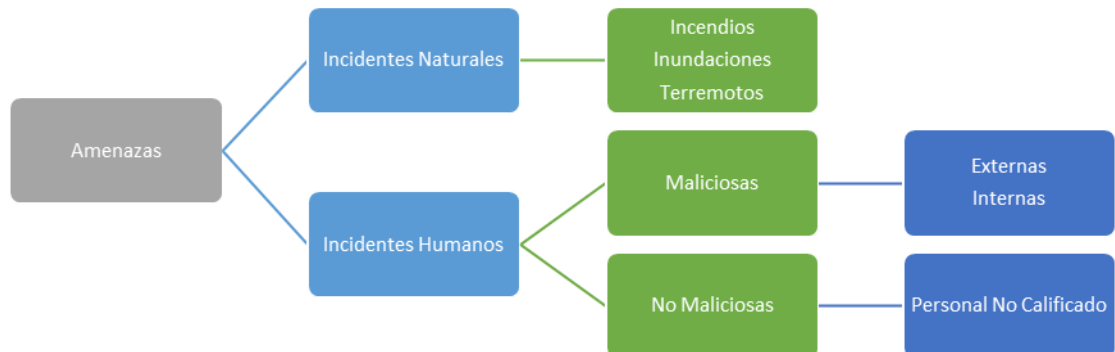 Amenazas
Incidentes Naturales
Incendios
Inundaciones
Terremotos
Incidentes Humanos
Maliciosas
Externas
Internas
No Maliciosas
Personal No Calificado